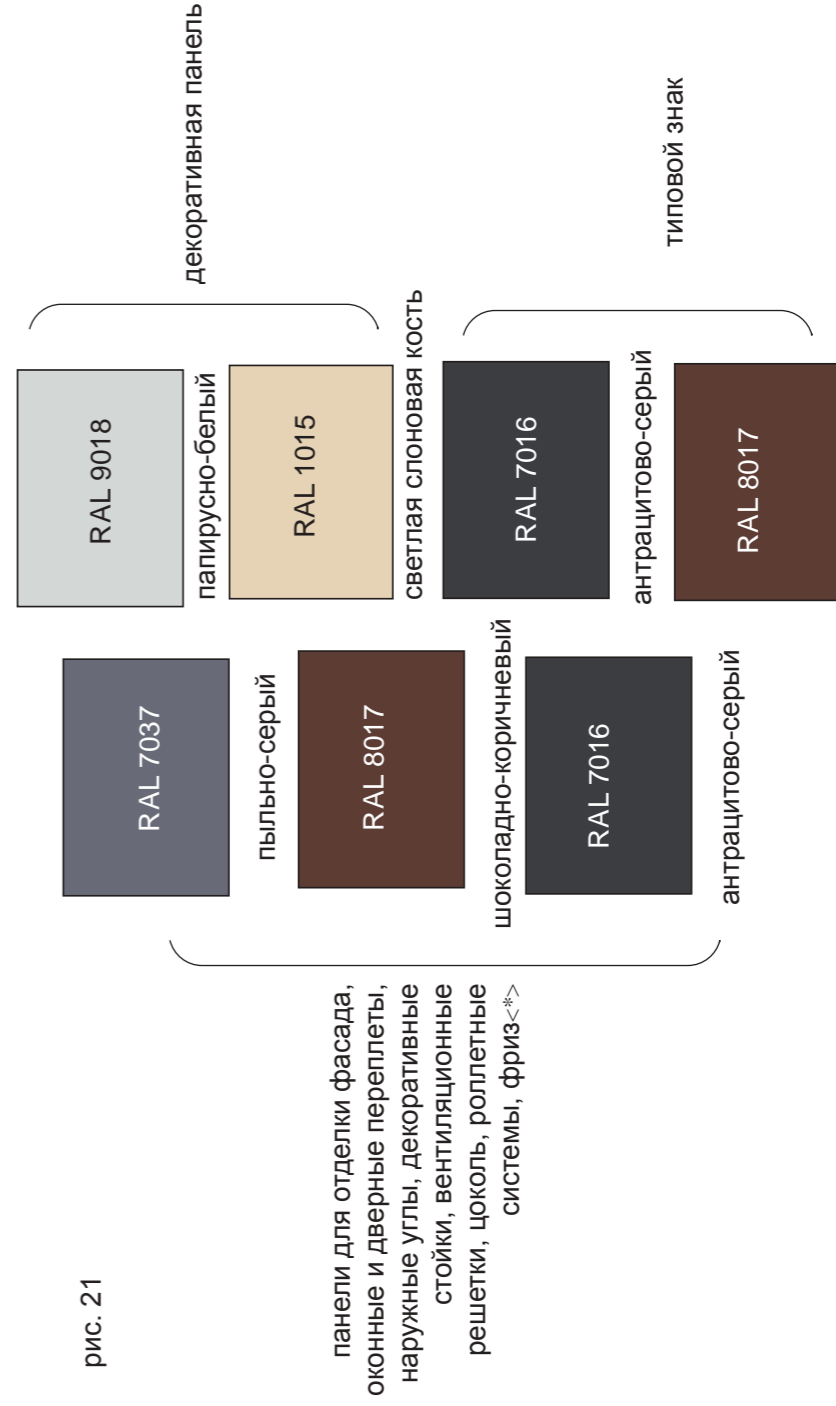 рис. 21
панели для отделки фасада,
оконные и дверные переплеты,
наружные углы, декоративные
стойки, вентиляционные
решетки, цоколь, роллетные
системы, фриз<*>
RAL 7037
пыльно-серый
RAL 8017
шоколадно-коричневый
RAL 7016
антрацитово-серый
RAL 9018
папирусно-белый
RAL 1015
светлая слоновая кость
декоративная панель
RAL 7016
антрацитово-серый
RAL 8017
типовой знак